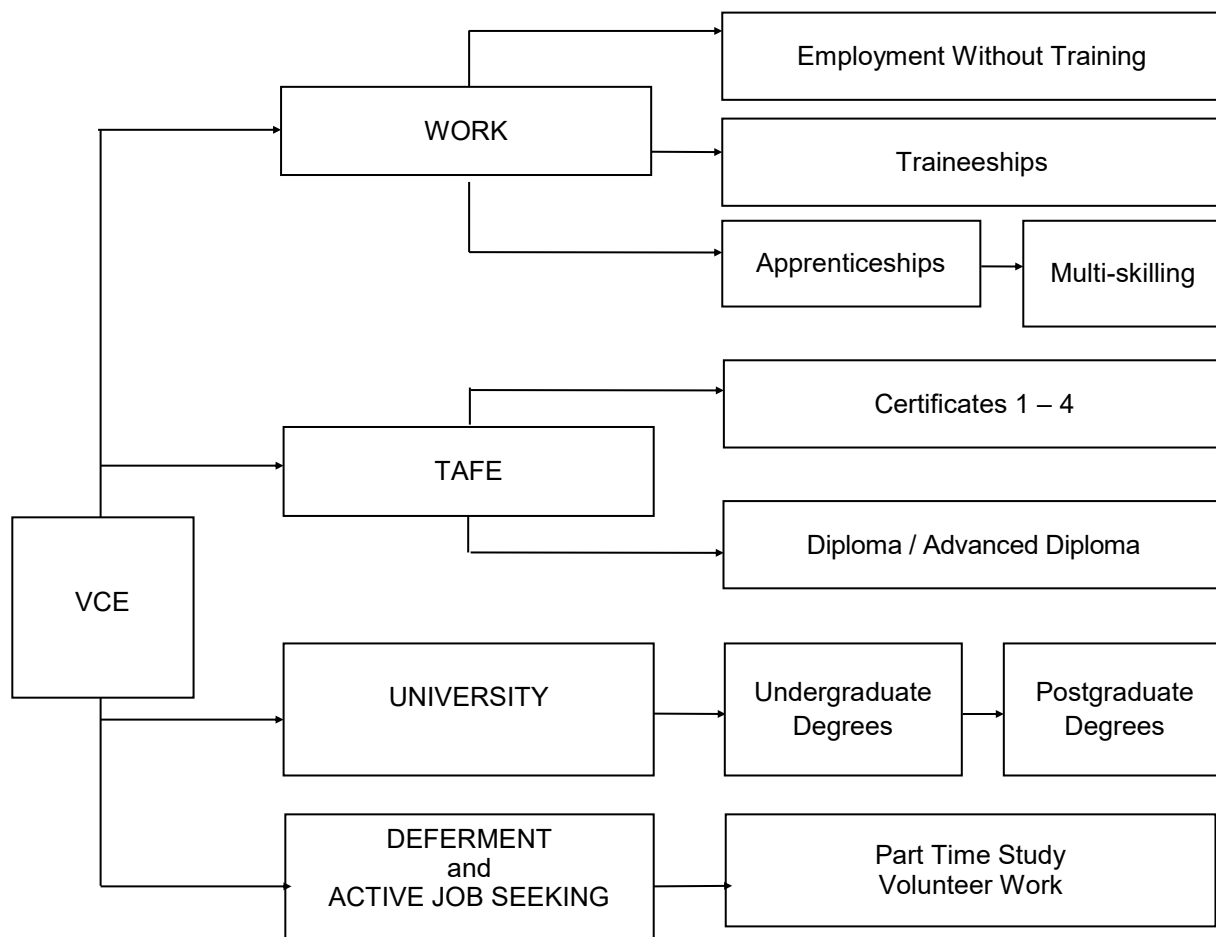 Employment Without Training
WORK
Traineeships
Apprenticeships
Multi-skilling
Certificates 1 – 4
TAFE
Diploma / Advanced Diploma
VCE
UNIVERSITY
Undergraduate
Degrees
Postgraduate
Degrees
DEFERMENT
and
ACTIVE JOB SEEKING
Part Time Study
Volunteer Work